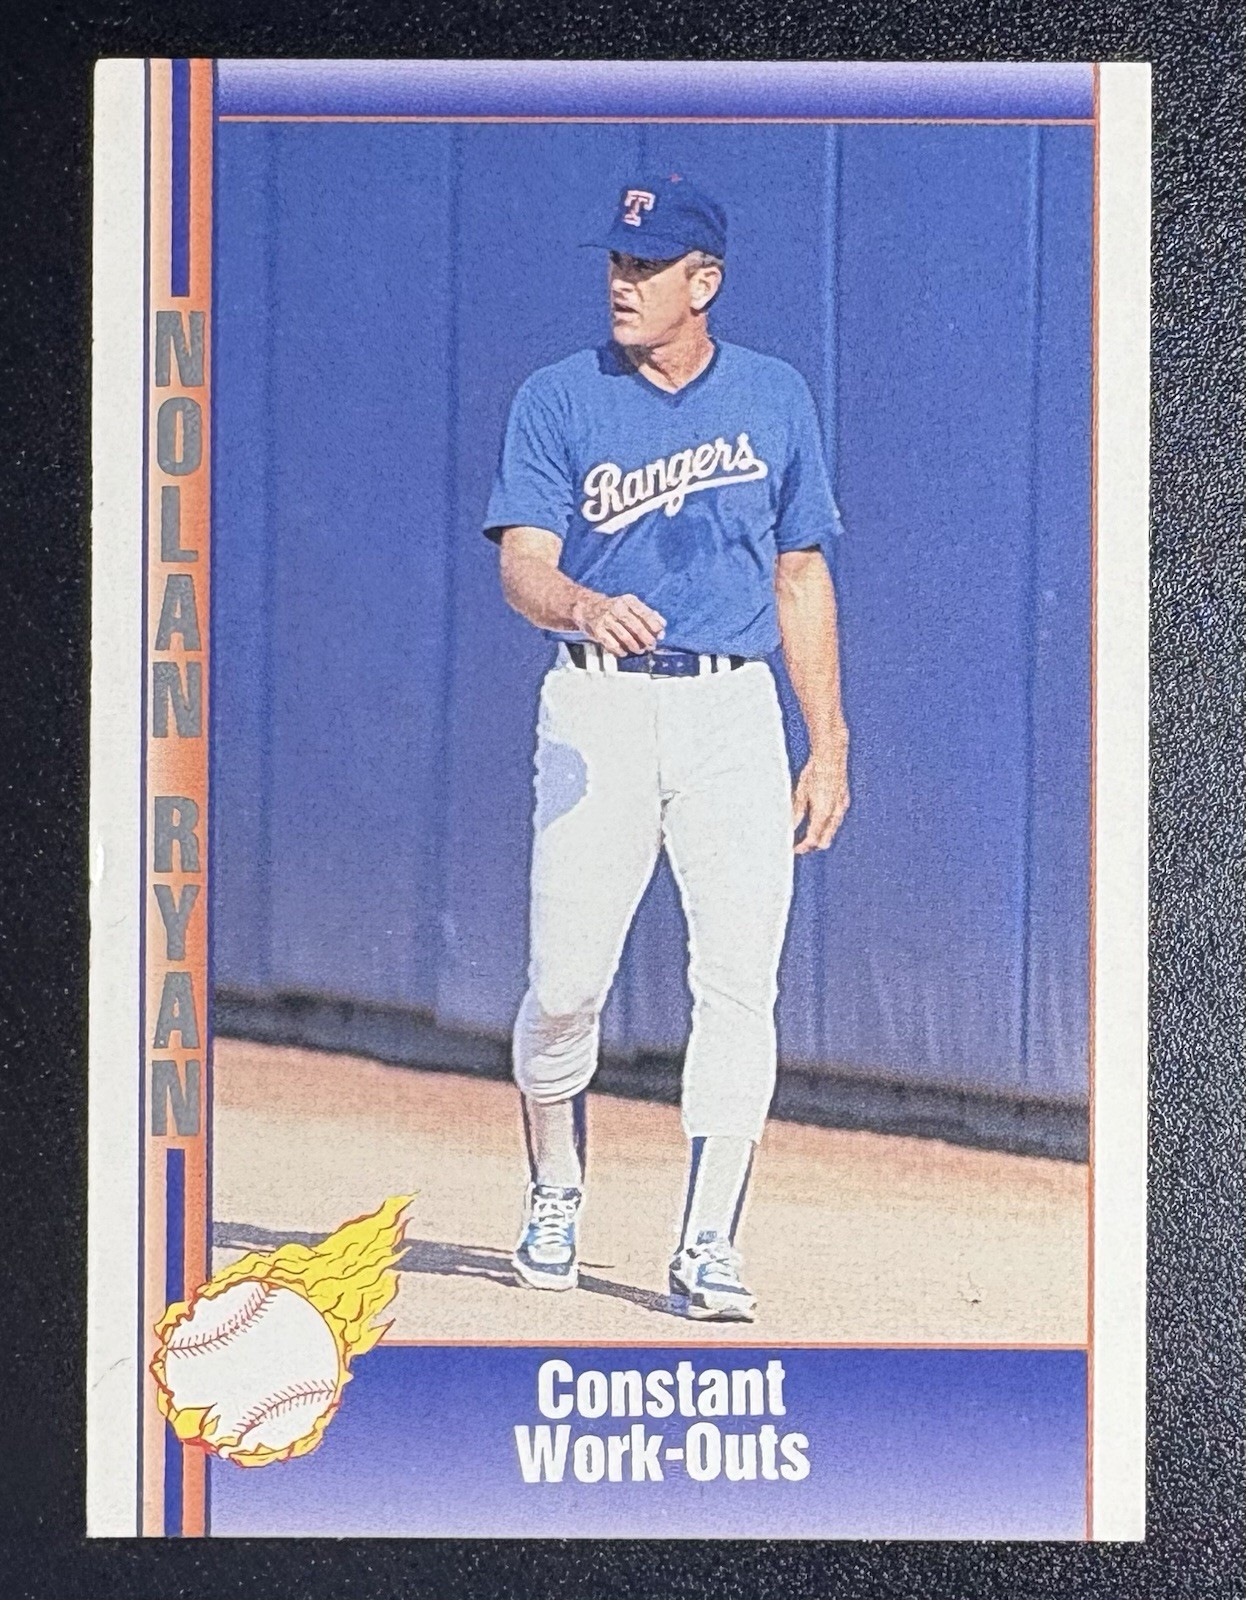 NOLAN RYAN
T
Rangers
Constant
Work-Outs